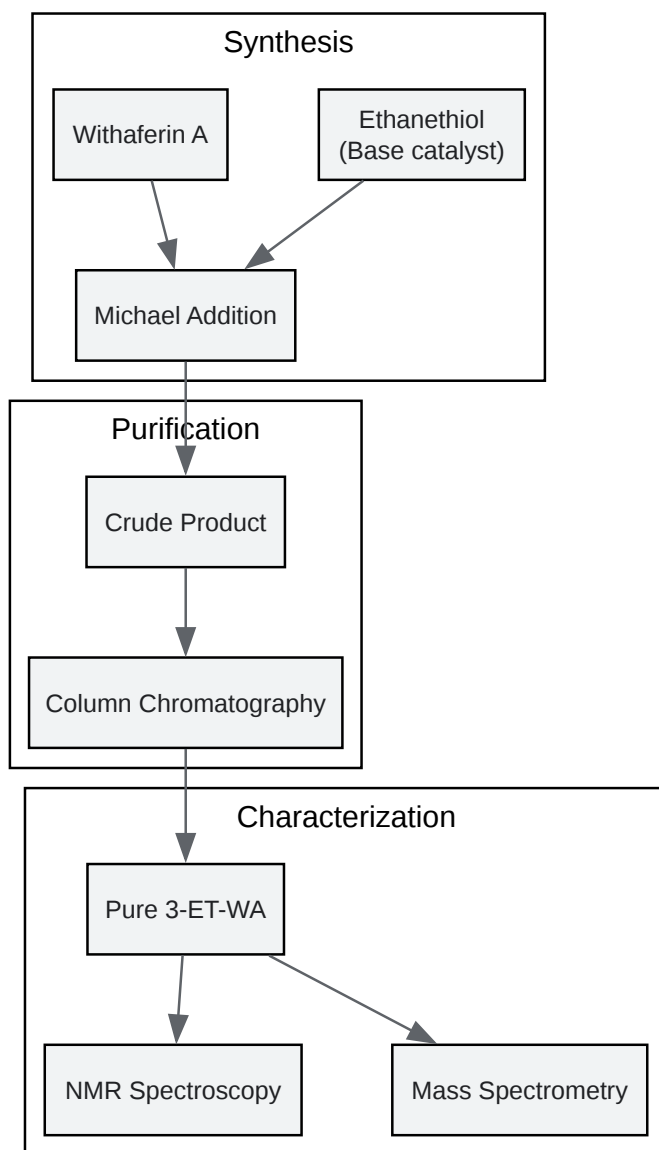 Synthesis
Withaferin A
Ethanethiol
(Base catalyst)
Michael Addition
Purification
Crude Product
Column Chromatography
Characterization
Pure 3-ET-WA
NMR Spectroscopy
Mass Spectrometry